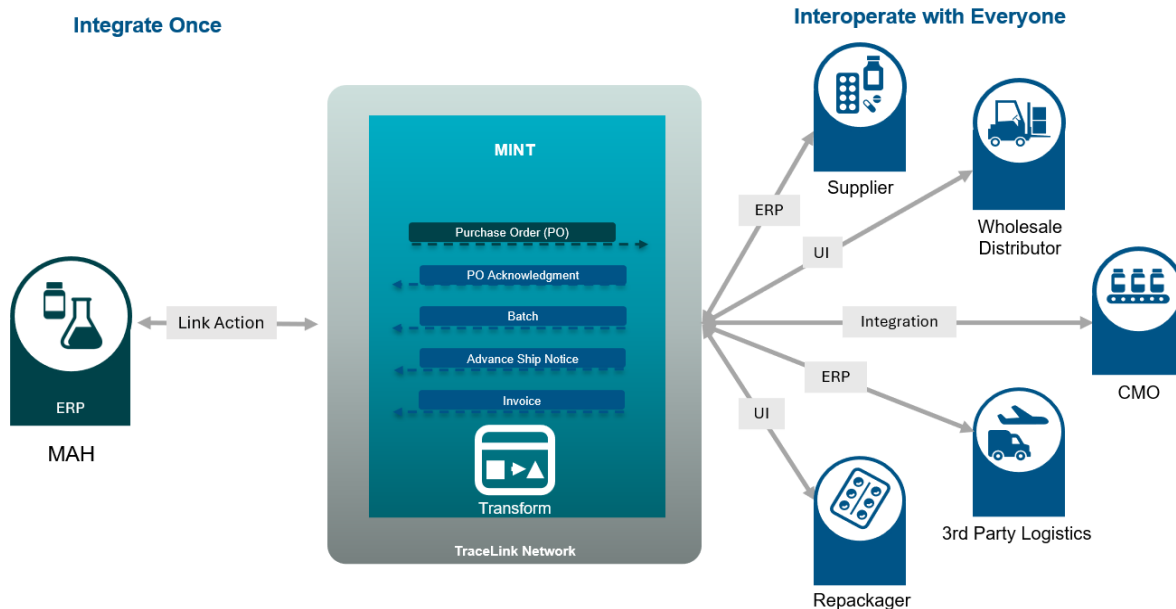 Integrate Once
Interoperate with Everyone
MINT
Purchase Order (PO)
PO Acknowledgment
Batch
Advance Ship Notice
Invoice
Transform
TraceLink Network
ERP
MAH
Link Action
ERP
UI
Integration
ERP
UI
Supplier
Wholesale
Distributor
CMO
3rd Party Logistics
Repackager